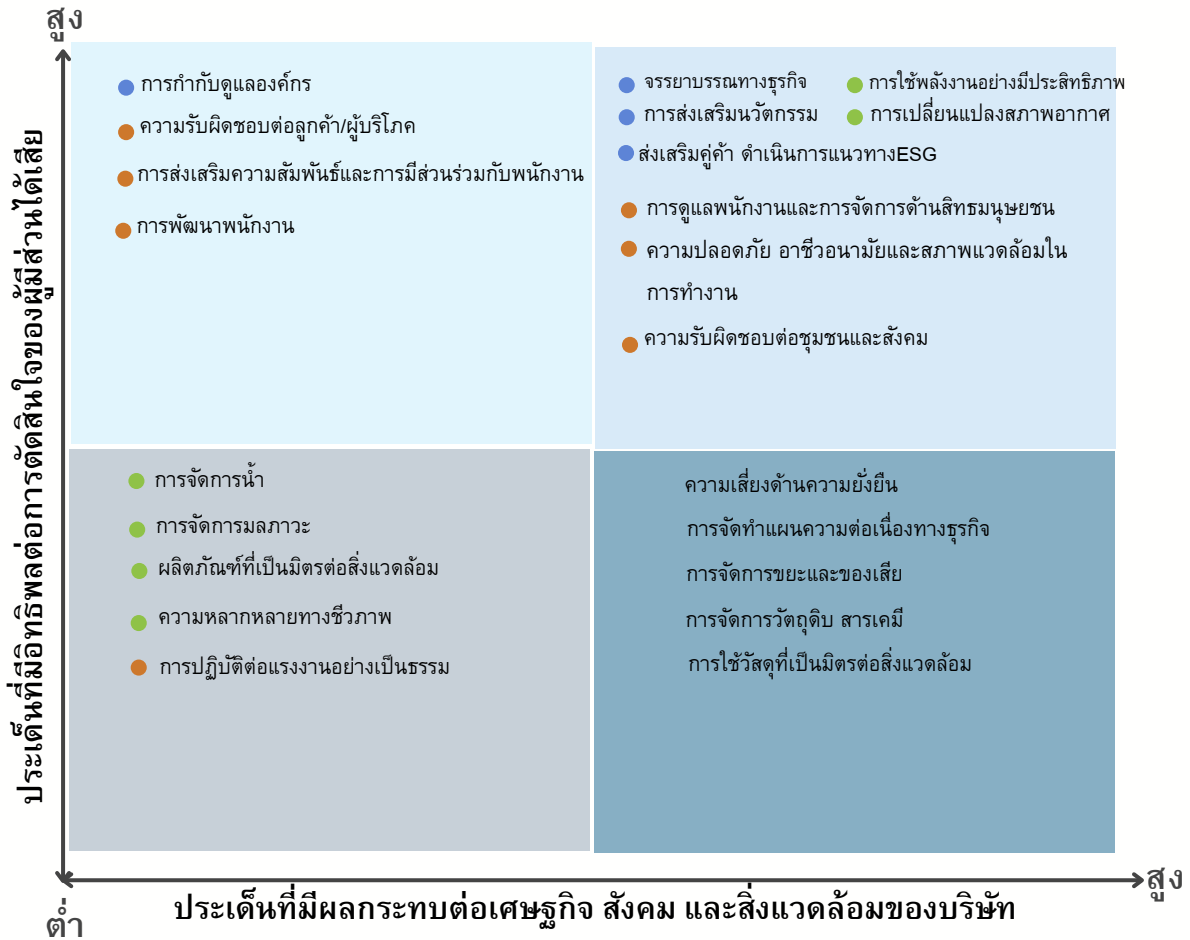 สูง
ประเด็นที่มีอิทธิพลต่อการตัดสินใจของผู้มีส่วนได้เสีย
การกำกับดูแลองค์กร
ความรับผิดชอบต่อลูกค้า/ผู้บริโภค
การส่งเสริมความสัมพันธ์และการมีส่วนร่วมกับพนักงาน
การพัฒนาพนักงาน
จรรยาบรรณทางธุรกิจ
การใช้พลังงานอย่างมีประสิทธิภาพ
การส่งเสริมนวัตกรรม
การเปลี่ยนแปลงสภาพอากาศ
ส่งเสริมคู่ค้า ดำเนินการแนวทางESG
การดูแลพนักงานและการจัดการด้านสิทธมนุษยชน
ความปลอดภัย อาชีวอนามัยและสภาพแวดล้อมใน
การทำงาน
ความรับผิดชอบต่อชุมชนและสังคม
การจัดการน้ำ
การจัดการมลภาวะ
ผลิตภัณฑ์ที่เป็นมิตรต่อสิ่งแวดล้อม
ความหลากหลายทางชีวภาพ
การปฏิบัติต่อแรงงานอย่างเป็นธรรม
ความเสี่ยงด้านความยั่งยืน
การจัดทำแผนความต่อเนื่องทางธุรกิจ
การจัดการขยะและของเสีย
การจัดการวัตถุดิบ สารเคมี
การใช้วัสดุที่เป็นมิตรต่อสิ่งแวดล้อม
สูง
ต่ำ
ประเด็นที่มีผลกระทบต่อเศษฐกิจ สังคม และสิ่งแวดล้อมของบริษัท